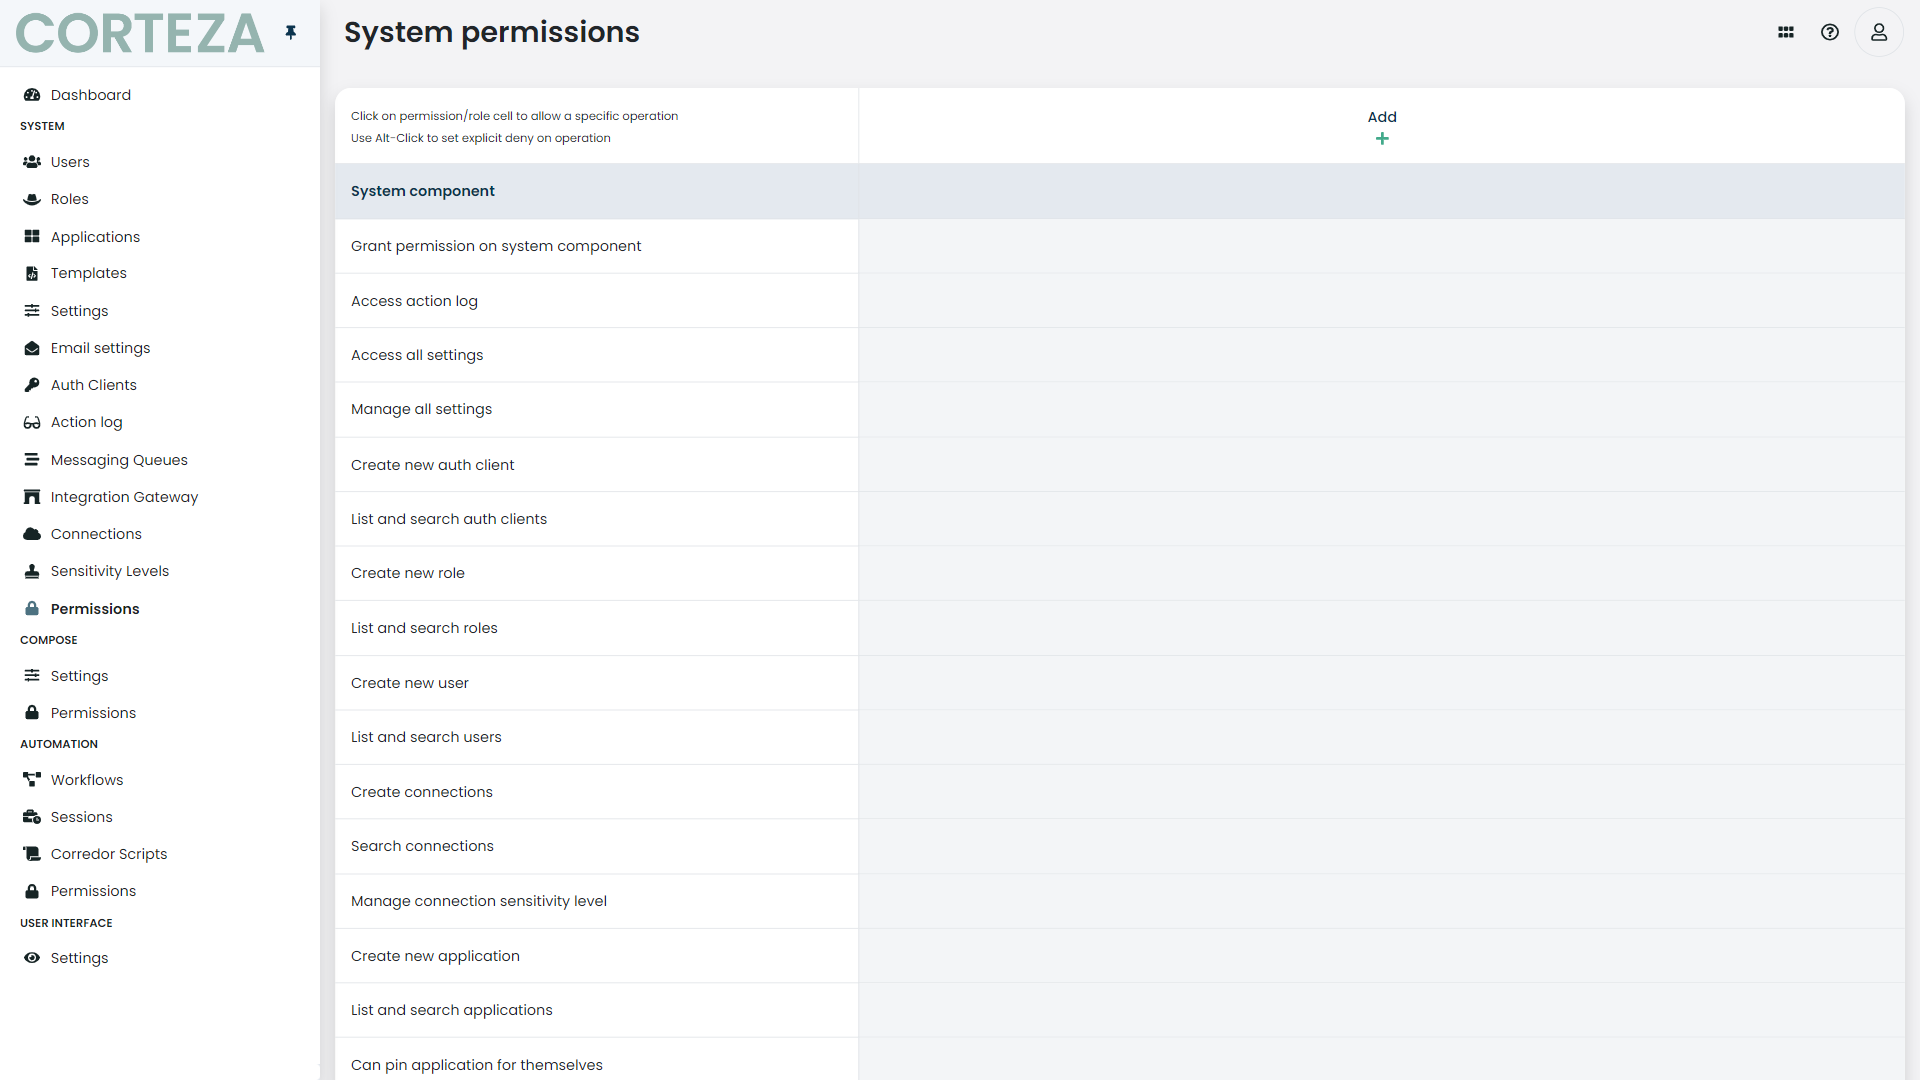 CORTEZA
System permissions
Dashboard
SYSTEM
Users
Roles
Applications
Templates
Settings
Email settings
Auth Clients
Action log
Messaging Queues
Integration Gateway
Connections
Sensitivity Levels
Permissions
COMPOSE
Settings
Permissions
AUTOMATION
Workflows
Sessions
Corredor Scripts
Permissions
USER INTERFACE
Settings
Click on permission/role cell to allow a specific operation
Use Alt-Click to set explicit deny on operation
Add
System component
Grant permission on system component
Access action log
Access all settings
Manage all settings
Create new auth client
List and search auth clients
Create new role
List and search roles
Create new user
List and search users
Create connections
Search connections
Manage connection sensitivity level
Create new application
List and search applications
Can pin application for themselves